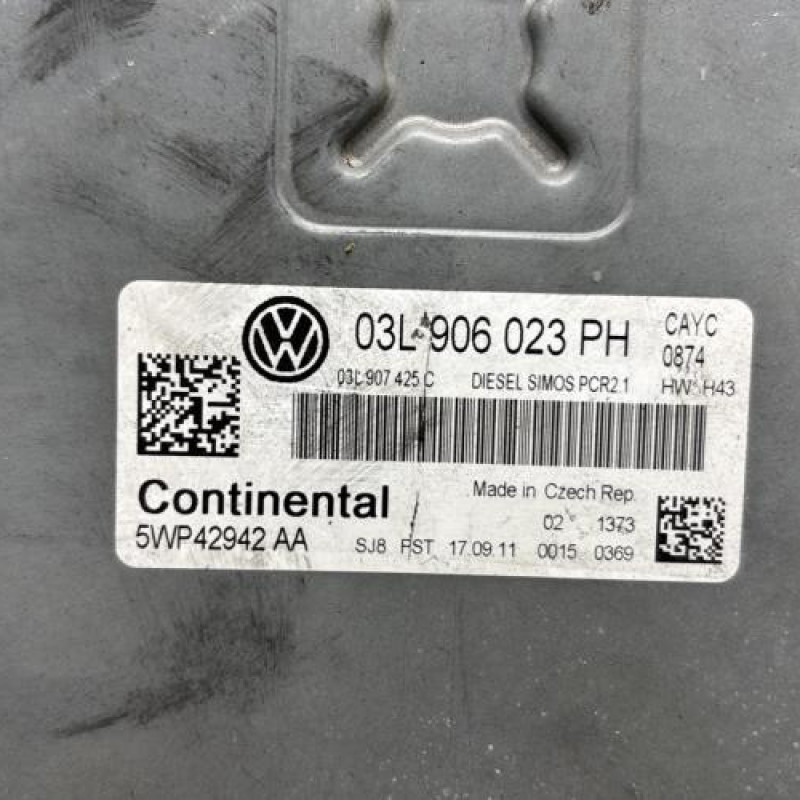 03L 906 023 PH
CAYC
0874
03L 907 425 C DIESEL SIMOS PCR2.1 HW: H43
Continental
Made in Czech Rep.
02 1373
5WP42942 AA
SJ8 FST 17.09.11 0015 0369